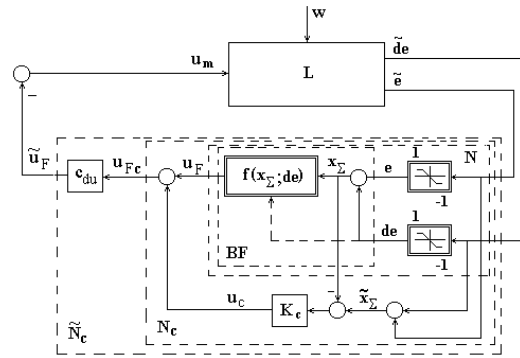 w
d̃e
u_m
L
ẽ
−
ũ_F
u_Fc
u_F
x_Σ
e
1
N
c_du
f(x_Σ;de)
-1
de
1
BF
-1
−
u_c
K_c
x̃_Σ
Ñ_c
N_c